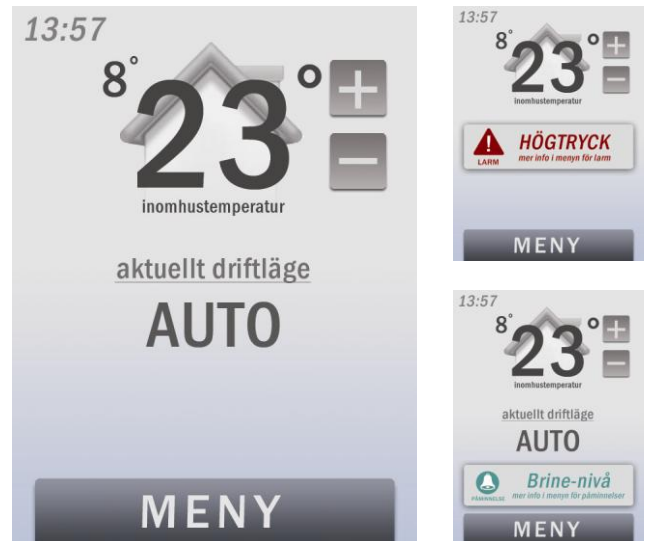 13:57
8°
23°
+
−
inomhustemperatur
aktuellt driftläge
AUTO
MENY
13:57
8°
23°
+
−
inomhustemperatur
HÖGTRYCK
LARM
mer info i menyn för larm
MENY
13:57
8°
23°
+
−
inomhustemperatur
aktuellt driftläge
AUTO
Brine-nivå
PÅMINNELSE
mer info i menyn för påminnelser
MENY